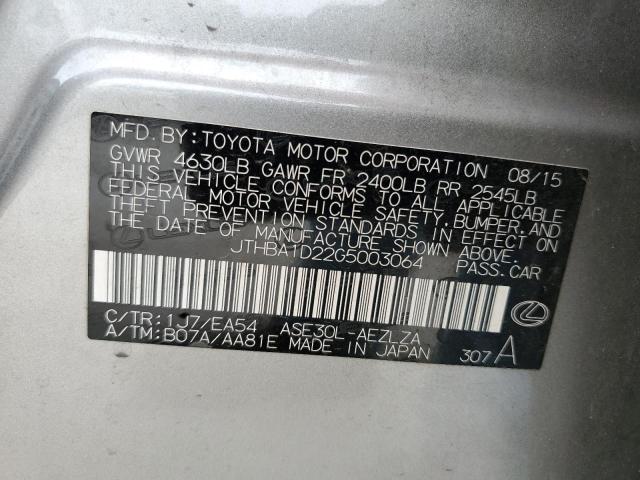 MFD. BY: TOYOTA MOTOR CORPORATION 08/15
GVWR 4630LB GAWR FR 2400LB RR 2545LB
THIS VEHICLE CONFORMS TO ALL APPLICABLE
FEDERAL MOTOR VEHICLE SAFETY, BUMPER, AND
THEFT PREVENTION STANDARDS IN EFFECT ON
THE DATE OF MANUFACTURE SHOWN ABOVE.
JTHBA1D22G5003064 PASS. CAR
C/TR: 1J7/EA54 ASE30L-AEZLZA
A/TM: B07A/AA81E MADE IN JAPAN 307 A